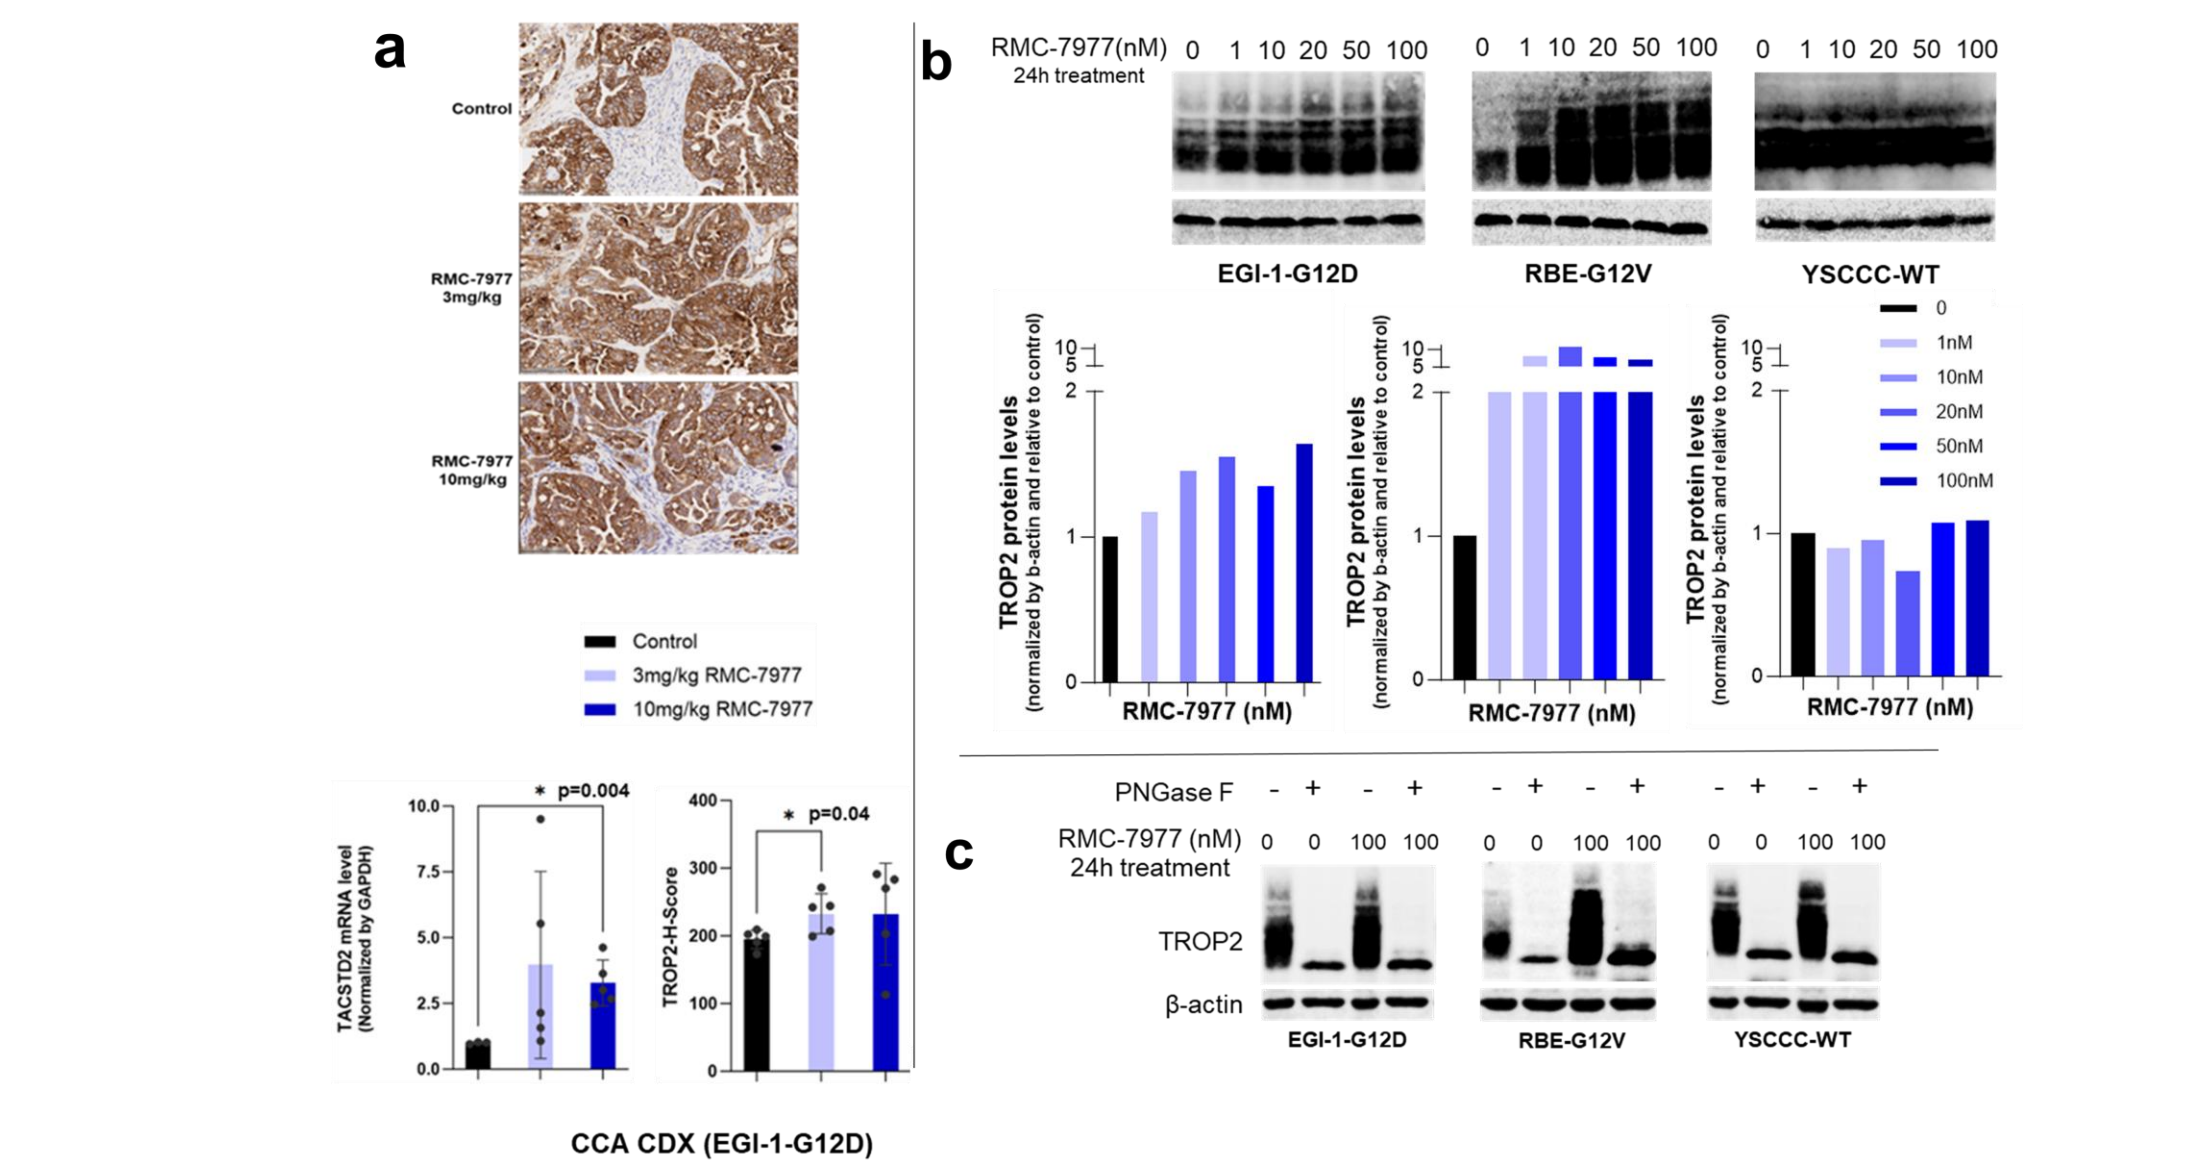 a
Control
RMC-7977
3mg/kg
RMC-7977
10mg/kg
Control
3mg/kg RMC-7977
10mg/kg RMC-7977
TACSTD2 mRNA level
(Normalized by GAPDH)
10.0
7.5
5.0
2.5
0.0
* p=0.004
TROP2-H-Score
400
300
200
100
0
* p=0.04
CCA CDX (EGI-1-G12D)
b
RMC-7977(nM) 0 1 10 20 50 100 0 1 10 20 50 100 0 1 10 20 50 100
24h treatment
EGI-1-G12D RBE-G12V YSCCC-WT
TROP2 protein levels
(normalized by b-actin and relative to control)
10
5
2
1
0
RMC-7977 (nM)
TROP2 protein levels
(normalized by b-actin and relative to control)
10
5
2
1
0
RMC-7977 (nM)
TROP2 protein levels
(normalized by b-actin and relative to control)
10
5
2
1
0
RMC-7977 (nM)
0
1nM
10nM
20nM
50nM
100nM
c
PNGase F - + - + - + - + - + - +
RMC-7977 (nM) 0 0 100 100 0 0 100 100 0 0 100 100
24h treatment
TROP2
β-actin
EGI-1-G12D RBE-G12V YSCCC-WT